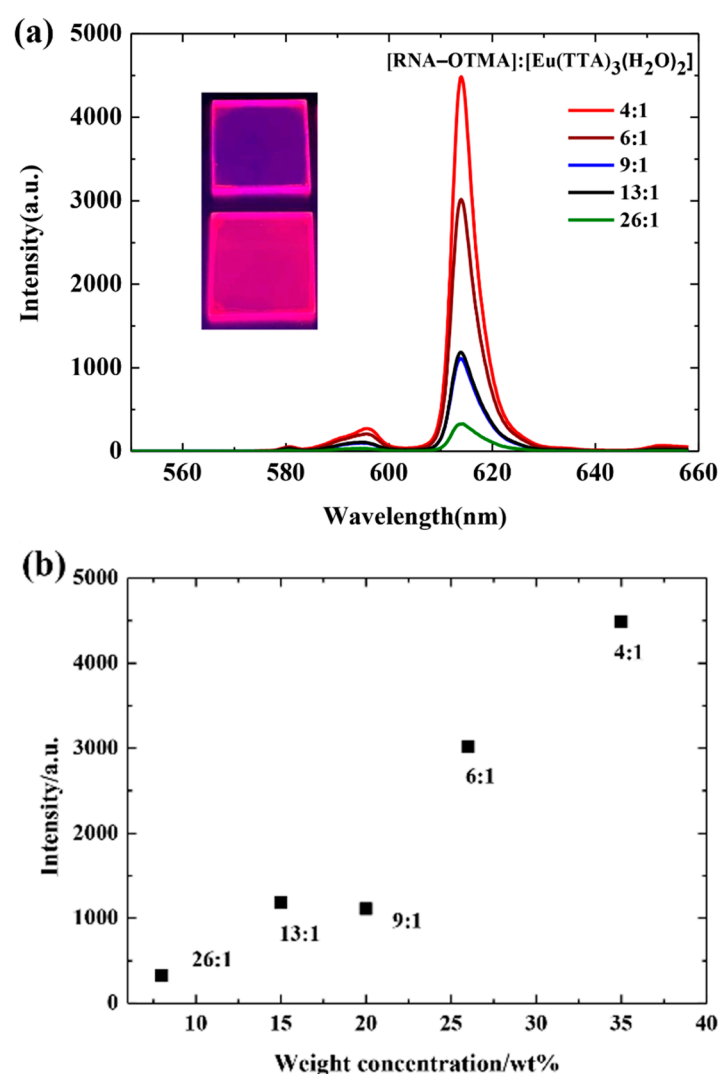 (a)
5000
4000
3000
2000
1000
0
Intensity(a.u.)
[RNA–OTMA]:[Eu(TTA)₃(H₂O)₂]
4:1
6:1
9:1
13:1
26:1
560 580 600 620 640 660
Wavelength(nm)
(b)
5000
4000
3000
2000
1000
0
Intensity/a.u.
4:1
6:1
9:1
13:1
26:1
10 15 20 25 30 35 40
Weight concentration/wt%